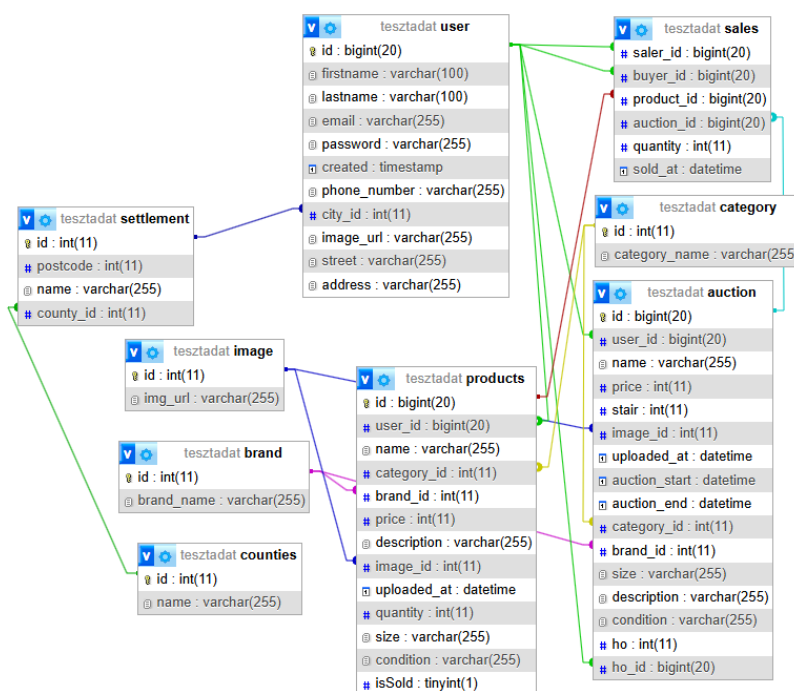 tesztadat user
id : bigint(20)
firstname : varchar(100)
lastname : varchar(100)
email : varchar(255)
password : varchar(255)
created : timestamp
phone_number : varchar(255)
# city_id : int(11)
image_url : varchar(255)
street : varchar(255)
address : varchar(255)
tesztadat sales
# saler_id : bigint(20)
# buyer_id : bigint(20)
# product_id : bigint(20)
# auction_id : bigint(20)
# quantity : int(11)
sold_at : datetime
tesztadat settlement
id : int(11)
# postcode : int(11)
name : varchar(255)
# county_id : int(11)
tesztadat category
id : int(11)
category_name : varchar(255
tesztadat auction
id : bigint(20)
# user_id : bigint(20)
name : varchar(255)
# price : int(11)
# stair : int(11)
# image_id : int(11)
uploaded_at : datetime
auction_start : datetime
auction_end : datetime
# category_id : int(11)
# brand_id : int(11)
size : varchar(255)
description : varchar(255)
condition : varchar(255)
# ho : int(11)
# ho_id : bigint(20)
tesztadat image
id : int(11)
img_url : varchar(255)
tesztadat products
id : bigint(20)
# user_id : bigint(20)
name : varchar(255)
# category_id : int(11)
# brand_id : int(11)
# price : int(11)
description : varchar(255)
# image_id : int(11)
uploaded_at : datetime
# quantity : int(11)
size : varchar(255)
condition : varchar(255)
# isSold : tinyint(1)
tesztadat brand
id : int(11)
brand_name : varchar(255)
tesztadat counties
id : int(11)
name : varchar(255)